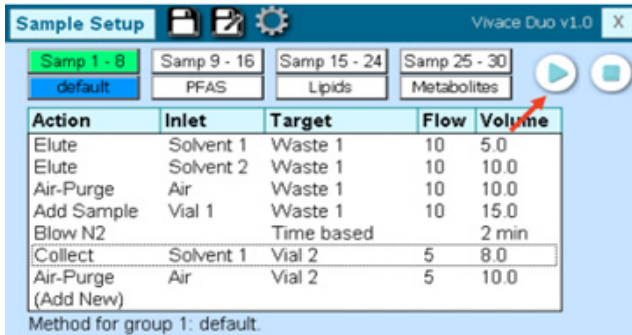 Sample Setup Vivace Duo v1.0 X
Samp 1 - 8 Samp 9 - 16 Samp 15 - 24 Samp 25 - 30
default PFAS Lipids Metabolites
Action Inlet Target Flow Volume
Elute Solvent 1 Waste 1 10 5.0
Elute Solvent 2 Waste 1 10 10.0
Air-Purge Air Waste 1 10 10.0
Add Sample Vial 1 Waste 1 10 15.0
Blow N2 Time based 2 min
Collect Solvent 1 Vial 2 5 8.0
Air-Purge Air Vial 2 5 10.0
(Add New)
Method for group 1: default.